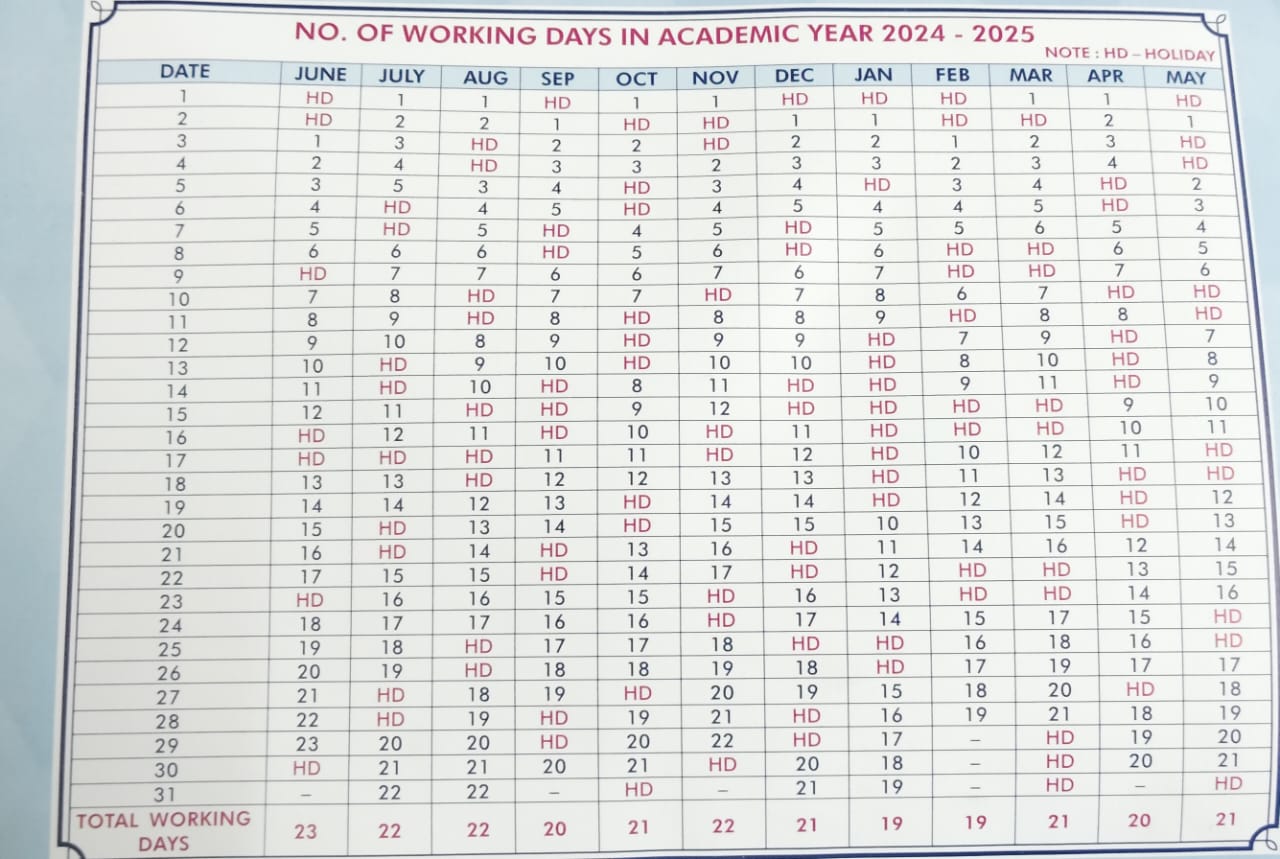 NO. OF WORKING DAYS IN ACADEMIC YEAR 2024 - 2025
NOTE : HD – HOLIDAY
DATE JUNE JULY AUG SEP OCT NOV DEC JAN FEB MAR APR MAY
1 HD 1 1 HD 1 1 HD HD HD 1 1 HD
2 HD 2 2 1 HD HD 1 1 HD HD 2 1
3 1 3 HD 2 2 HD 2 2 1 2 3 HD
4 2 4 HD 3 3 2 3 3 2 3 4 HD
5 3 5 3 4 HD 3 4 HD 3 4 HD 2
6 4 HD 4 5 HD 4 5 4 4 5 HD 3
7 5 HD 5 HD 4 5 HD 5 5 6 5 4
8 6 6 6 HD 5 6 HD 6 HD HD 6 5
9 HD 7 7 6 6 7 6 7 HD HD 7 6
10 7 8 HD 7 7 HD 7 8 6 7 HD HD
11 8 9 HD 8 HD 8 8 9 HD 8 8 HD
12 9 10 8 9 HD 9 9 HD 7 9 HD 7
13 10 HD 9 10 HD 10 10 HD 8 10 HD 8
14 11 HD 10 HD 8 11 HD HD 9 11 HD 9
15 12 11 HD HD 9 12 HD HD HD HD 9 10
16 HD 12 11 HD 10 HD 11 HD HD HD 10 11
17 HD HD HD 11 11 HD 12 HD 10 12 11 HD
18 13 13 HD 12 12 13 13 HD 11 13 HD HD
19 14 14 12 13 HD 14 14 HD 12 14 HD 12
20 15 HD 13 14 HD 15 15 10 13 15 HD 13
21 16 HD 14 HD 13 16 HD 11 14 16 12 14
22 17 15 15 HD 14 17 HD 12 HD HD 13 15
23 HD 16 16 15 15 HD 16 13 HD HD 14 16
24 18 17 17 16 16 HD 17 14 15 17 15 HD
25 19 18 HD 17 17 18 HD HD 16 18 16 HD
26 20 19 HD 18 18 19 18 HD 17 19 17 17
27 21 HD 18 19 HD 20 19 15 18 20 HD 18
28 22 HD 19 HD 19 21 HD 16 19 21 18 19
29 23 20 20 HD 20 22 HD 17 – HD 19 20
30 HD 21 21 20 21 HD 20 18 – HD 20 21
31 – 22 22 – HD – 21 19 – HD – HD
TOTAL WORKING DAYS 23 22 22 20 21 22 21 19 19 21 20 21